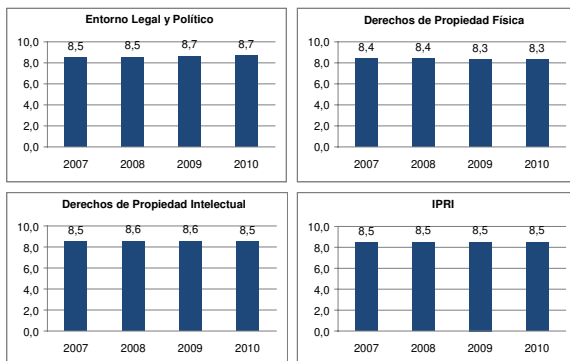 Entorno Legal y Político
10,0
8,0
6,0
4,0
2,0
0,0
8,5 8,5 8,7 8,7
2007 2008 2009 2010
Derechos de Propiedad Física
10,0
8,0
6,0
4,0
2,0
0,0
8,4 8,4 8,3 8,3
2007 2008 2009 2010
Derechos de Propiedad Intelectual
10,0
8,0
6,0
4,0
2,0
0,0
8,5 8,6 8,6 8,5
2007 2008 2009 2010
IPRI
10,0
8,0
6,0
4,0
2,0
0,0
8,5 8,5 8,5 8,5
2007 2008 2009 2010